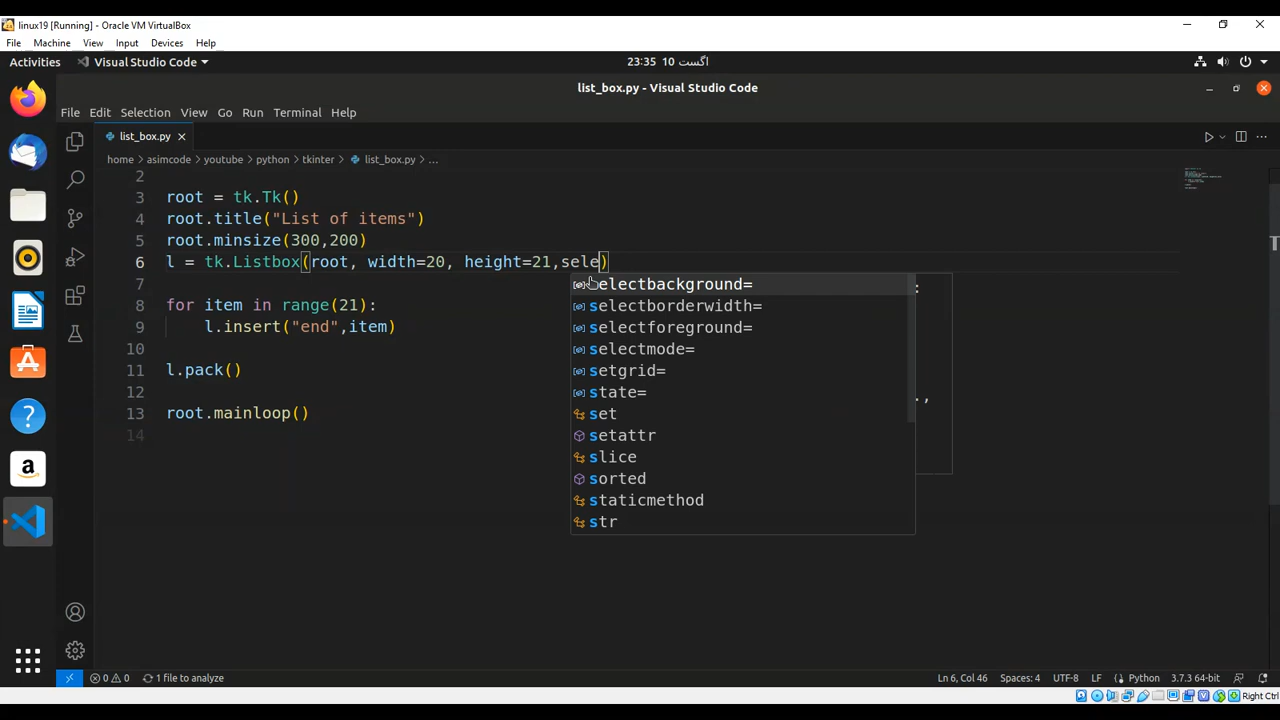 linux19 [Running] - Oracle VM VirtualBox
File Machine View Input Devices Help
Activities Visual Studio Code 23:35 10 اگست
list_box.py - Visual Studio Code
File Edit Selection View Go Run Terminal Help
list_box.py
home > asimcode > youtube > python > tkinter > list_box.py > ...
2
3 root = tk.Tk()
4 root.title("List of items")
5 root.minsize(300,200)
6 l = tk.Listbox(root, width=20, height=21,sele)
7
8 for item in range(21):
9 l.insert("end",item)
10
11 l.pack()
12
13 root.mainloop()
14
selectbackground=
selectborderwidth=
selectforeground=
selectmode=
setgrid=
state=
set
setattr
slice
sorted
staticmethod
str
0 0 1 file to analyze Ln 6, Col 46 Spaces: 4 UTF-8 LF Python 3.7.3 64-bit
Right Ctrl